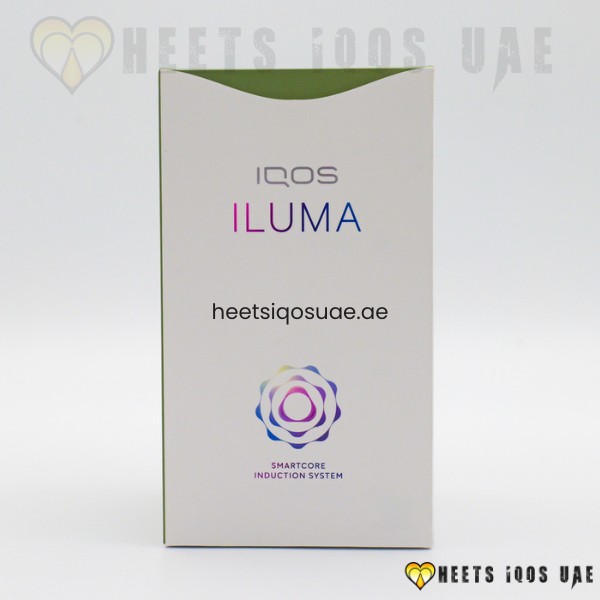 HEETS iQOS UAE
IQOS
ILUMA
heetsiqosuae.ae
SMARTCORE
INDUCTION SYSTEM
HEETS iQOS UAE